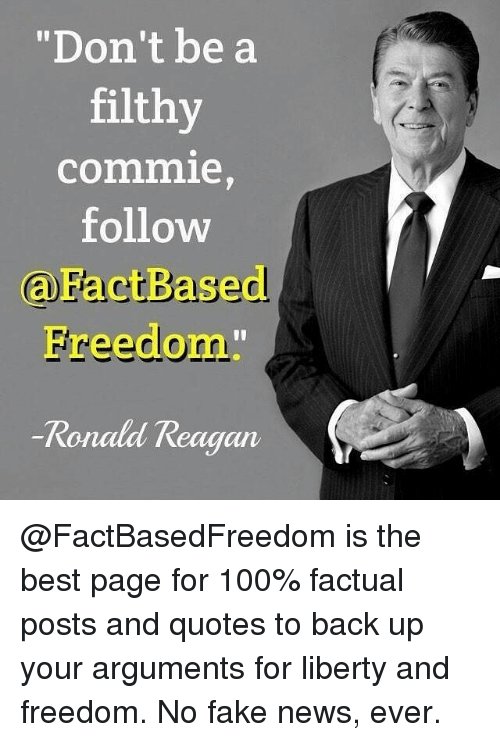 "Don't be a
filthy
commie,
follow
@FactBased
Freedom."
-Ronald Reagan
@FactBasedFreedom is the
best page for 100% factual
posts and quotes to back up
your arguments for liberty and
freedom. No fake news, ever.